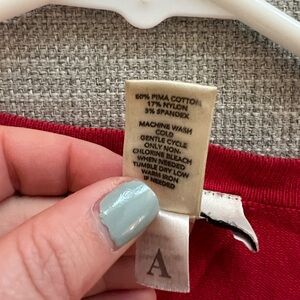 60% PIMA COTTON
17% NYLON
3% SPANDEX
MACHINE WASH
COLD
GENTLE CYCLE
ONLY NON-
CHLORINE BLEACH
WHEN NEEDED
TUMBLE DRY LOW
WARM IRON
IF NEEDED
A